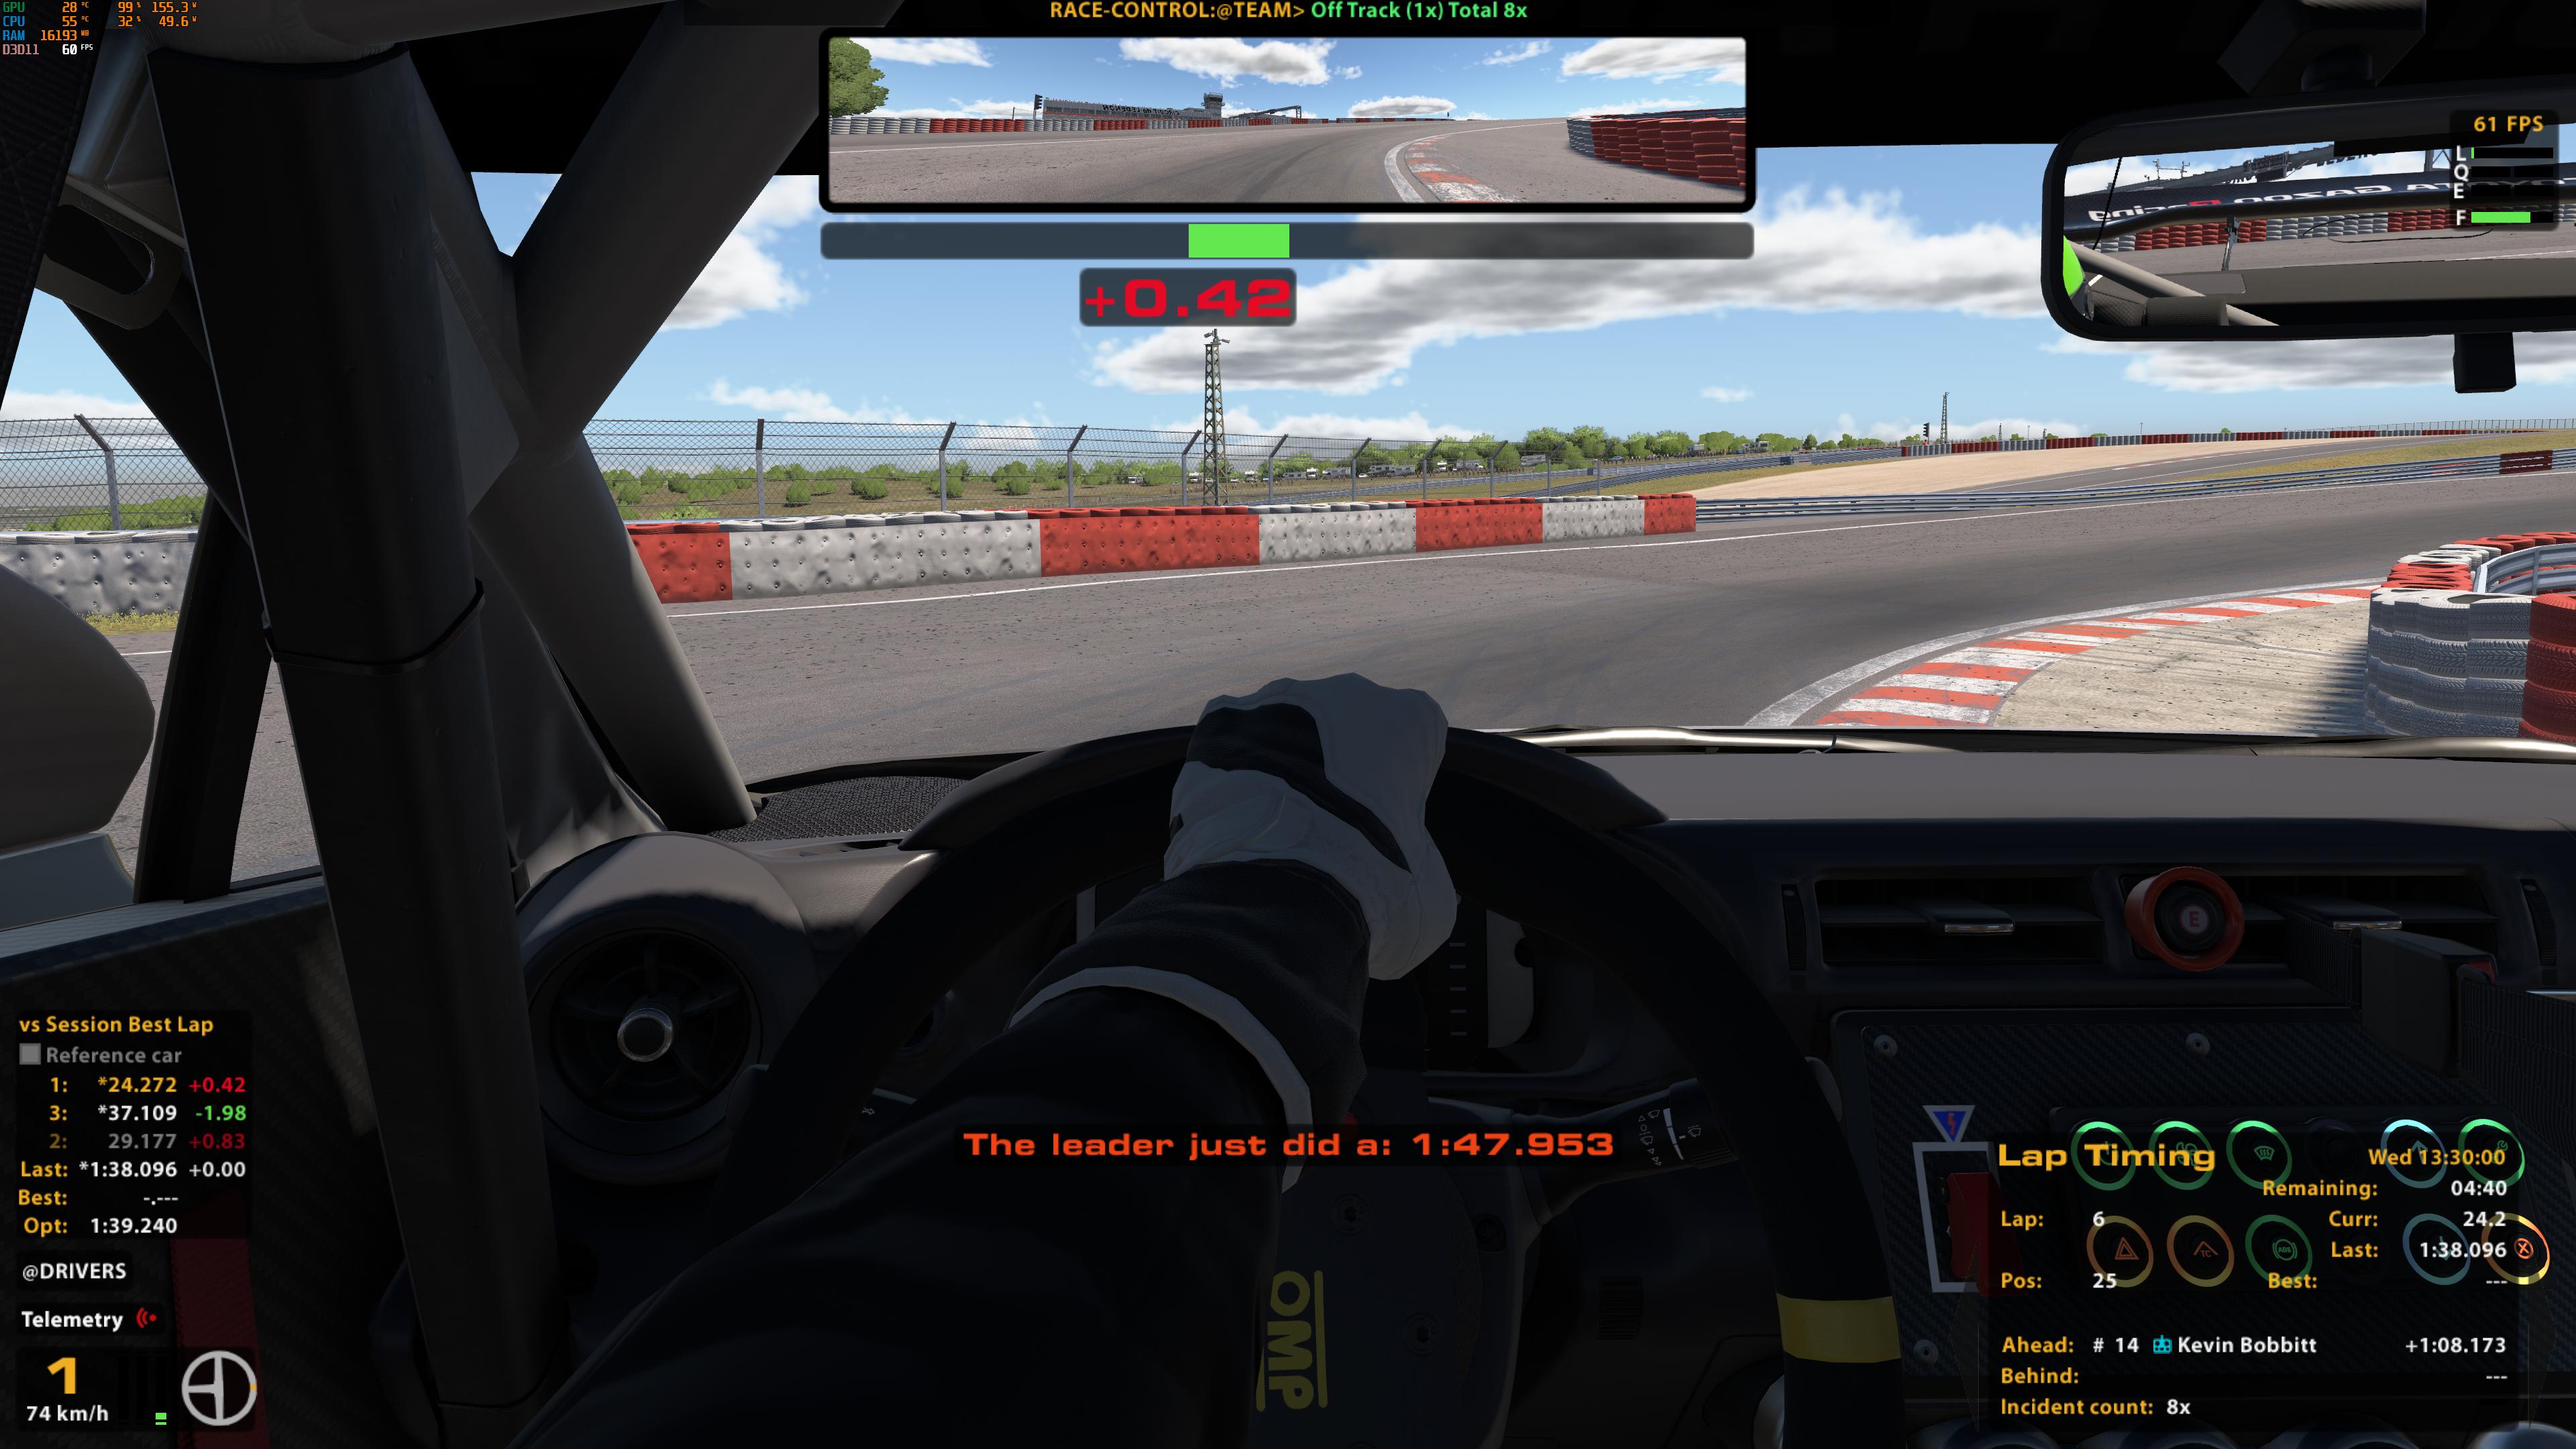 GPU 28 °C 99 % 155.3 W
CPU 55 °C 32 % 49.6 W
RAM 16193 MB
D3D11 60 FPS
RACE-CONTROL:@TEAM> Off Track (1x) Total 8x
61 FPS
L
Q
E
F
+0.42
E
vs Session Best Lap
Reference car
1: *24.272 +0.42
3: *37.109 -1.98
2: 29.177 +0.83
Last: *1:38.096 +0.00
Best: -.---
Opt: 1:39.240
@DRIVERS
Telemetry
1
74 km/h
The leader just did a: 1:47.953
OMP
Lap Timing Wed 13:30:00
Remaining: 04:40
Lap: 6 Curr: 24.2
Last: 1:38.096
Pos: 25 Best: ---
Ahead: # 14 Kevin Bobbitt +1:08.173
Behind: ---
Incident count: 8x
TC
ABS